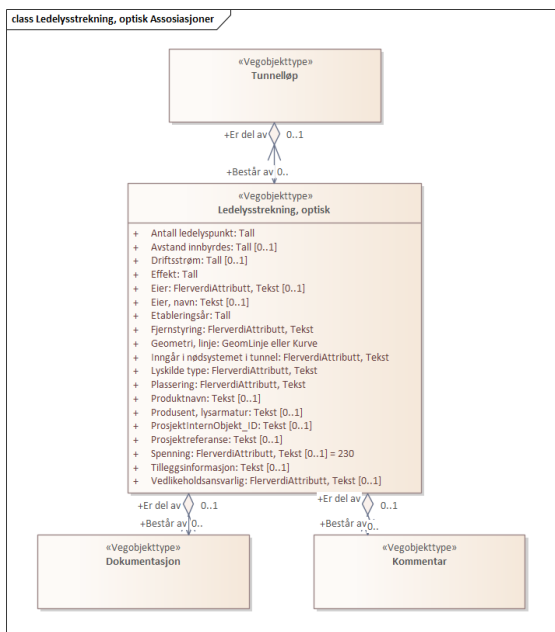 class Ledelysstrekning, optisk Assosiasjoner
«Vegobjekttype»
Tunnelløp
+Er del av 0..1
+Består av 0..
«Vegobjekttype»
Ledelysstrekning, optisk
+ Antall ledelyspunkt: Tall
+ Avstand innbyrdes: Tall [0..1]
+ Driftsstrøm: Tall [0..1]
+ Effekt: Tall
+ Eier: FlerverdiAttributt, Tekst [0..1]
+ Eier, navn: Tekst [0..1]
+ Etableringsår: Tall
+ Fjernstyring: FlerverdiAttributt, Tekst
+ Geometri, linje: GeomLinje eller Kurve
+ Inngår i nødsystemet i tunnel: FlerverdiAttributt, Tekst
+ Lyskilde type: FlerverdiAttributt, Tekst
+ Plassering: FlerverdiAttributt, Tekst
+ Produktnavn: Tekst [0..1]
+ Produsent, lysarmatur: Tekst [0..1]
+ ProsjektInternObjekt_ID: Tekst [0..1]
+ Prosjektreferanse: Tekst [0..1]
+ Spenning: FlerverdiAttributt, Tekst [0..1] = 230
+ Tilleggsinformasjon: Tekst [0..1]
+ Vedlikeholdsansvarlig: FlerverdiAttributt, Tekst [0..1]
+Er del av 0..1
+Består av 0..
+Er del av 0..1
+Består av 0..
«Vegobjekttype»
Dokumentasjon
«Vegobjekttype»
Kommentar